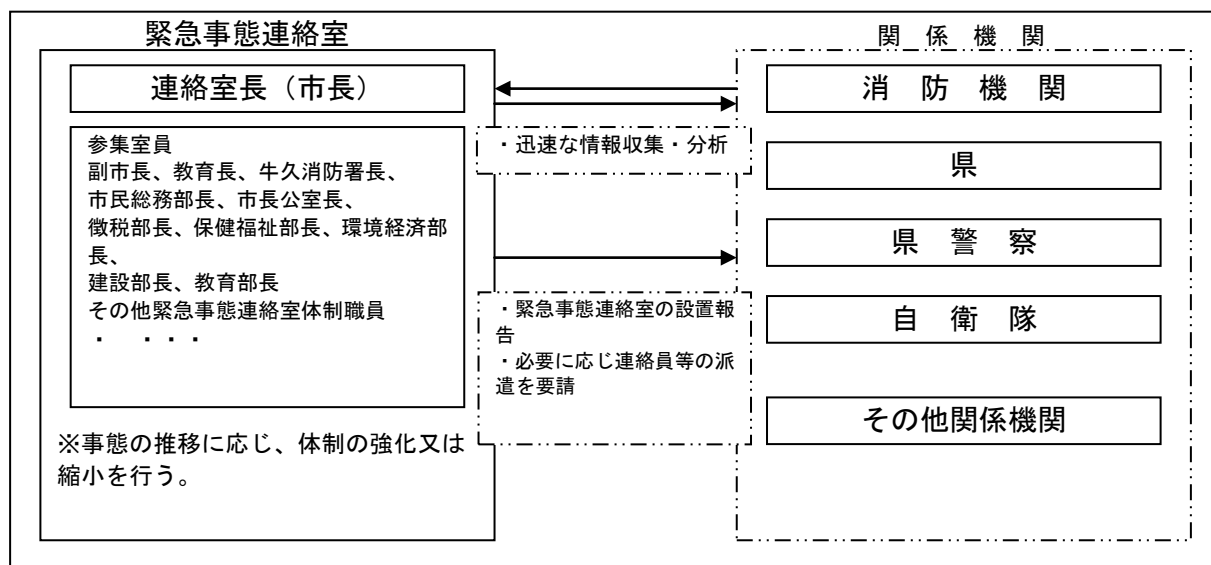 緊急事態連絡室
連絡室長（市長）
参集室員
副市長、教育長、牛久消防署長、
市民総務部長、市長公室長、
徴税部長、保健福祉部長、環境経済部
長、
建設部長、教育部長
その他緊急事態連絡室体制職員
・　・・・
※事態の推移に応じ、体制の強化又は
縮小を行う。
・迅速な情報収集・分析
・緊急事態連絡室の設置報
告
・必要に応じ連絡員等の派
遣を要請
関　係　機　関
消　防　機　関
県
県　警　察
自　衛　隊
その他関係機関